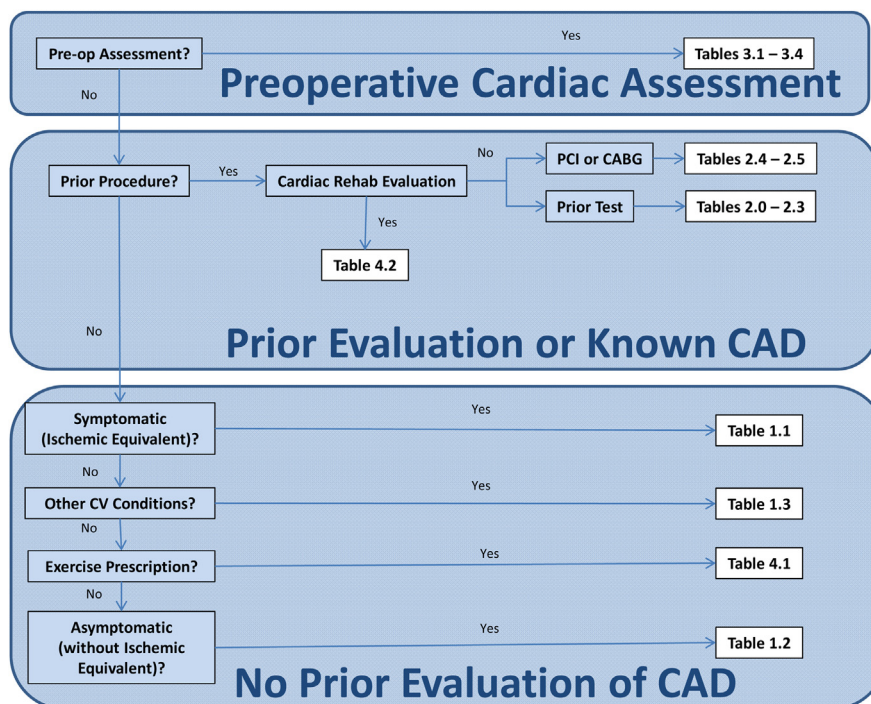 Pre-op Assessment?
Yes
Tables 3.1 – 3.4
Preoperative Cardiac Assessment
No
Prior Procedure?
Yes
Cardiac Rehab Evaluation
No
PCI or CABG
Tables 2.4 – 2.5
Prior Test
Tables 2.0 – 2.3
Yes
Table 4.2
No
Prior Evaluation or Known CAD
Symptomatic
(Ischemic Equivalent)?
Yes
Table 1.1
No
Other CV Conditions?
Yes
Table 1.3
No
Exercise Prescription?
Yes
Table 4.1
No
Asymptomatic
(without Ischemic
Equivalent)?
Yes
Table 1.2
No Prior Evaluation of CAD